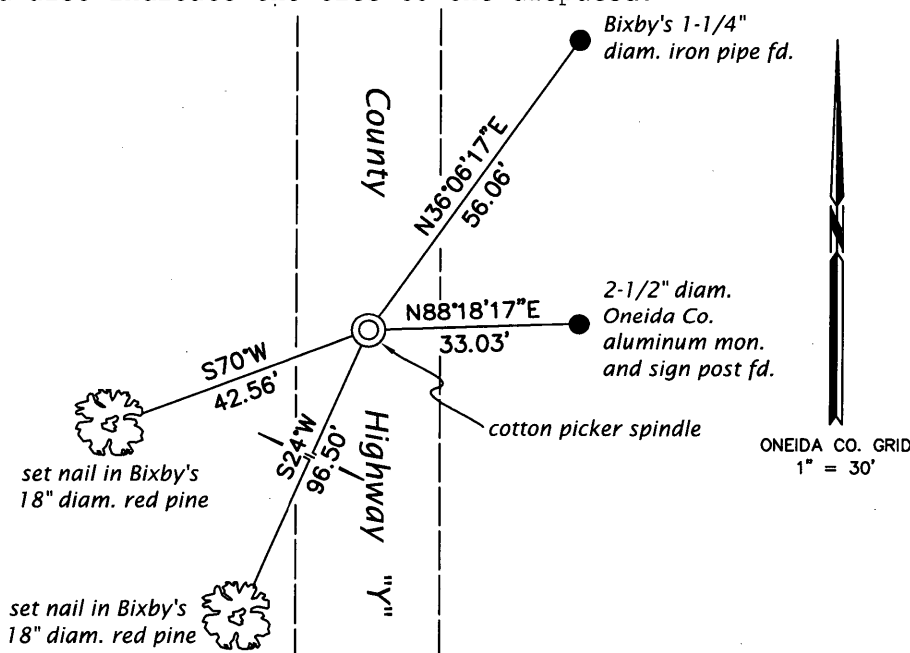 Bixby's 1-1/4"
diam. iron pipe fd.
County
N36°06'17"E
56.06'
N88°18'17"E
33.03'
2-1/2" diam.
Oneida Co.
aluminum mon.
and sign post fd.
N
S70°W
42.56'
cotton picker spindle
ONEIDA CO. GRID
1" = 30'
S24°W
96.50'
Highway "Y"
set nail in Bixby's
18" diam. red pine
set nail in Bixby's
18" diam. red pine